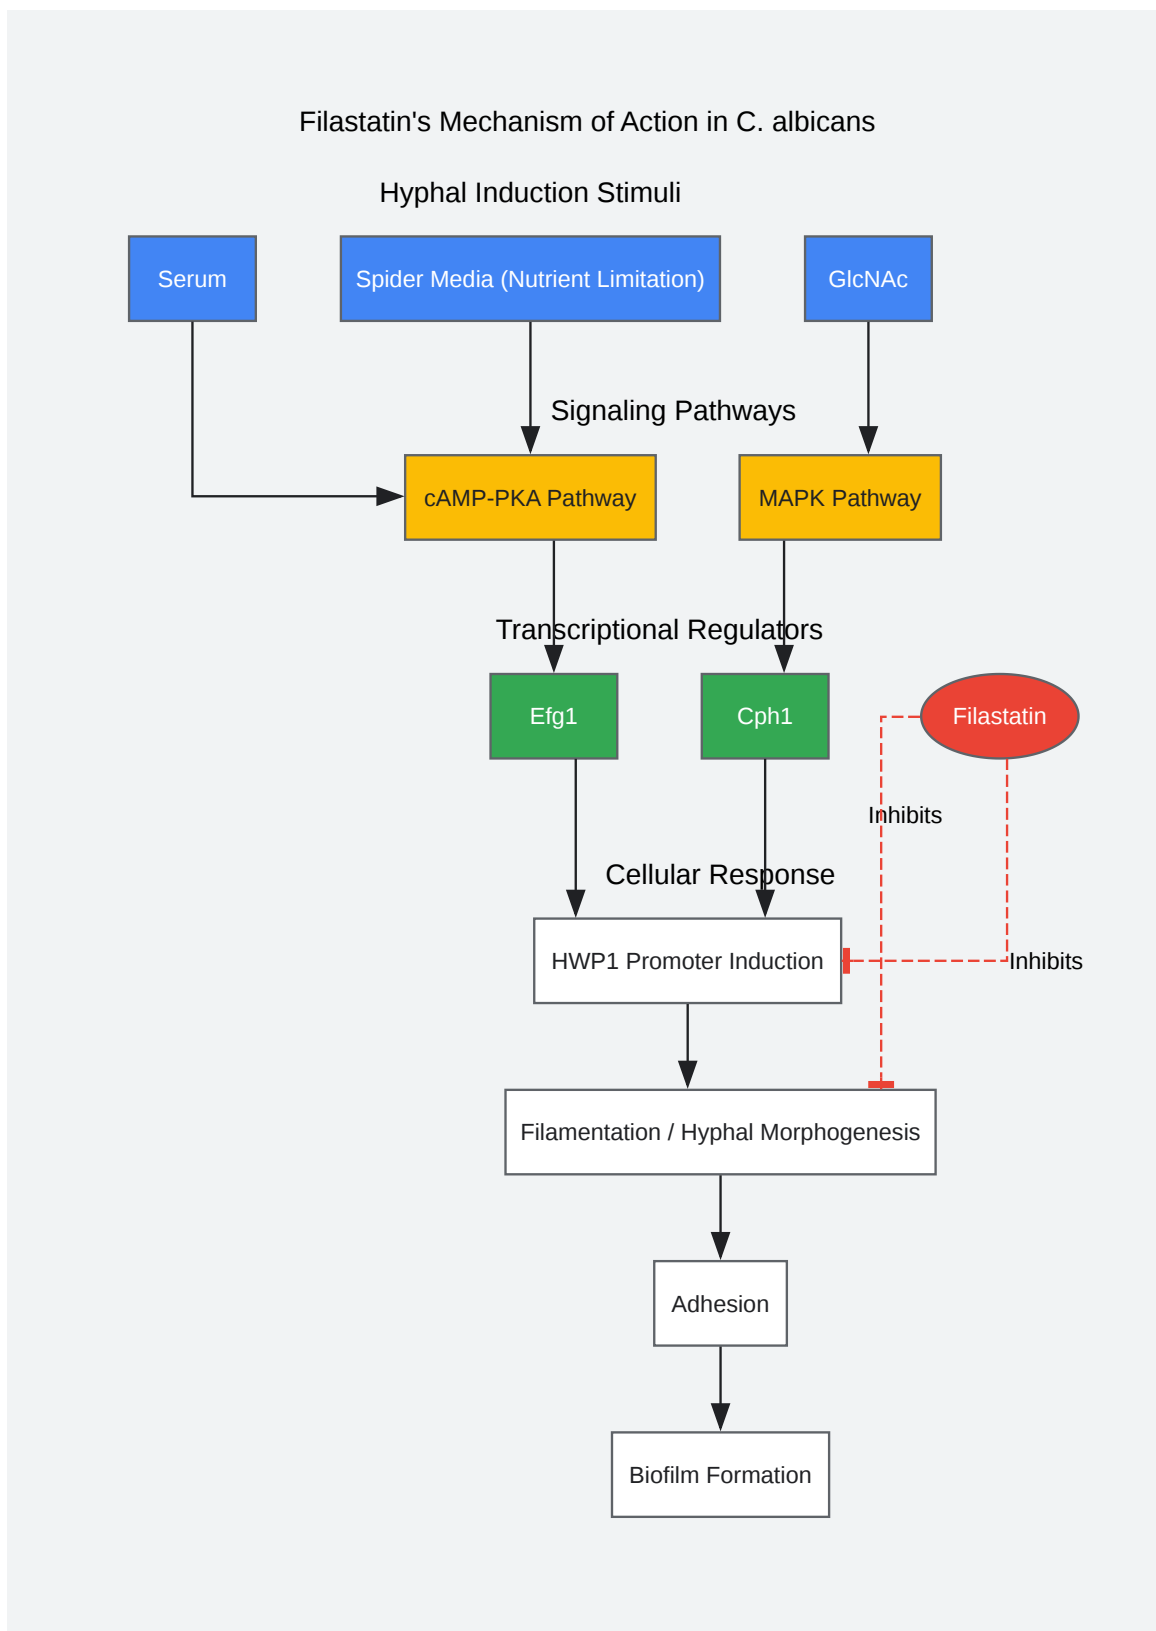 Filastatin's Mechanism of Action in C. albicans
Hyphal Induction Stimuli
Serum
Spider Media (Nutrient Limitation)
GlcNAc
Signaling Pathways
cAMP-PKA Pathway
MAPK Pathway
Transcriptional Regulators
Efg1
Cph1
Filastatin
Inhibits
Cellular Response
HWP1 Promoter Induction
Inhibits
Filamentation / Hyphal Morphogenesis
Adhesion
Biofilm Formation